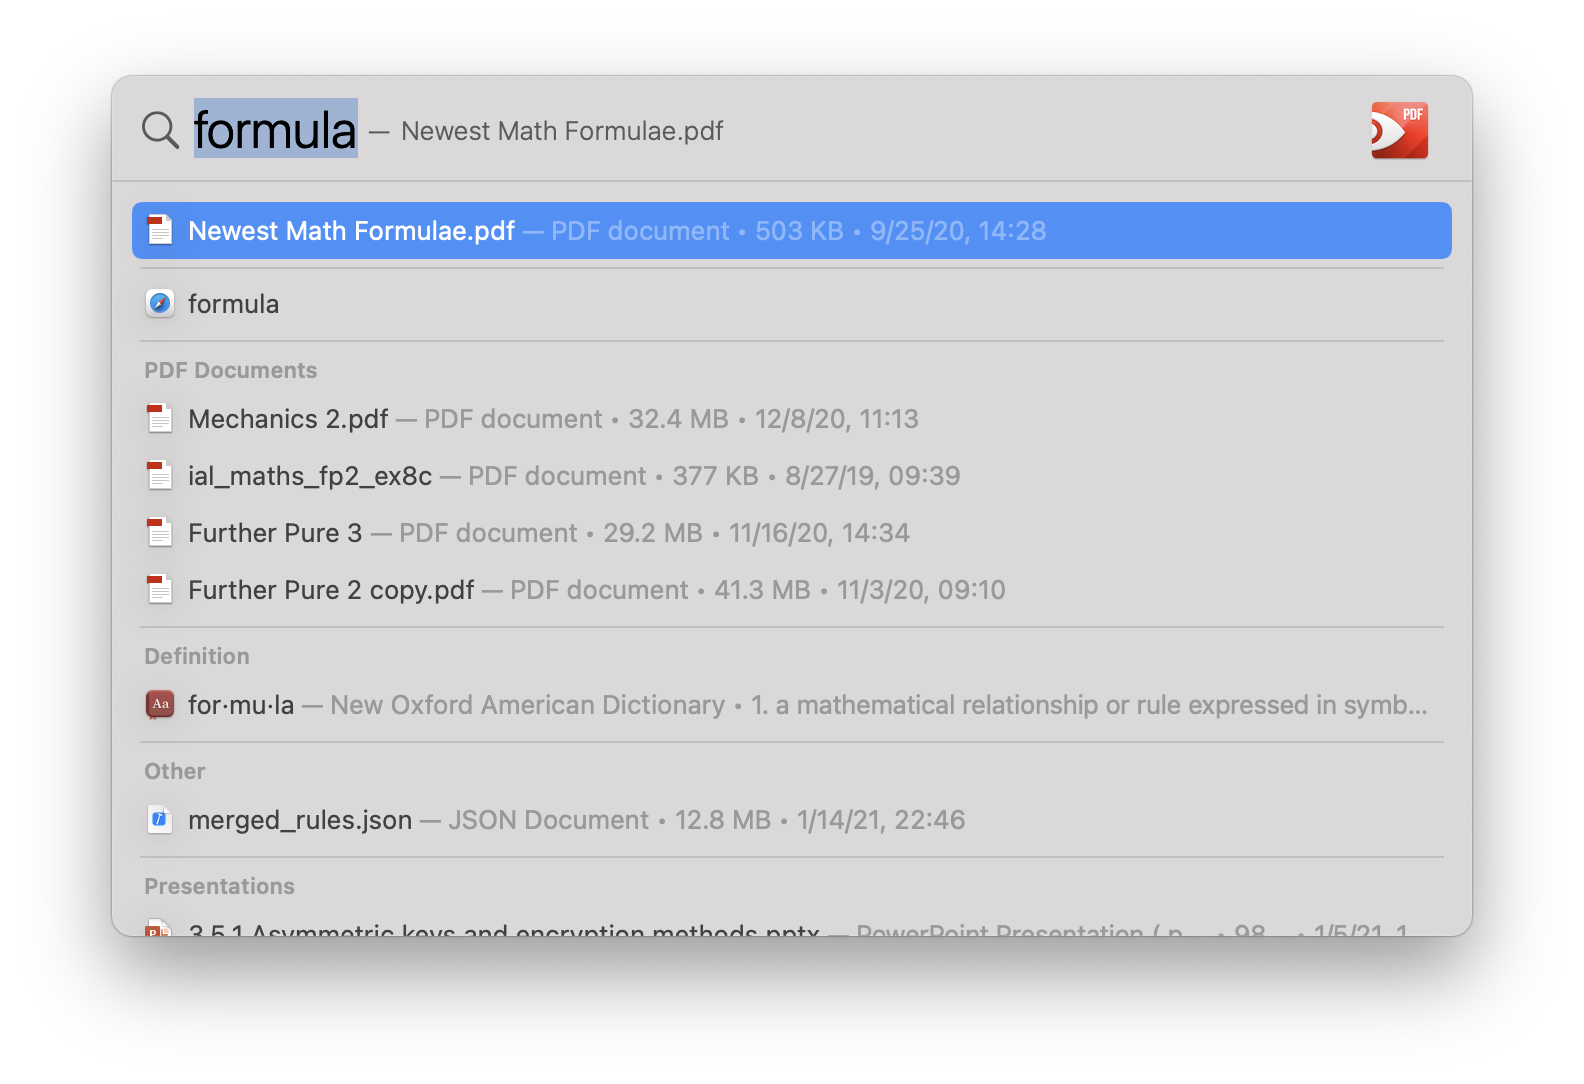 formula — Newest Math Formulae.pdf
PDF
Newest Math Formulae.pdf — PDF document • 503 KB • 9/25/20, 14:28
formula
PDF Documents
Mechanics 2.pdf — PDF document • 32.4 MB • 12/8/20, 11:13
ial_maths_fp2_ex8c — PDF document • 377 KB • 8/27/19, 09:39
Further Pure 3 — PDF document • 29.2 MB • 11/16/20, 14:34
Further Pure 2 copy.pdf — PDF document • 41.3 MB • 11/3/20, 09:10
Definition
Aa for·mu·la — New Oxford American Dictionary • 1. a mathematical relationship or rule expressed in symb...
Other
merged_rules.json — JSON Document • 12.8 MB • 1/14/21, 22:46
Presentations
3.5.1 Asymmetric keys and encryption methods.pptx — PowerPoint Presentation (.p... • 98... • 1/5/21, 1